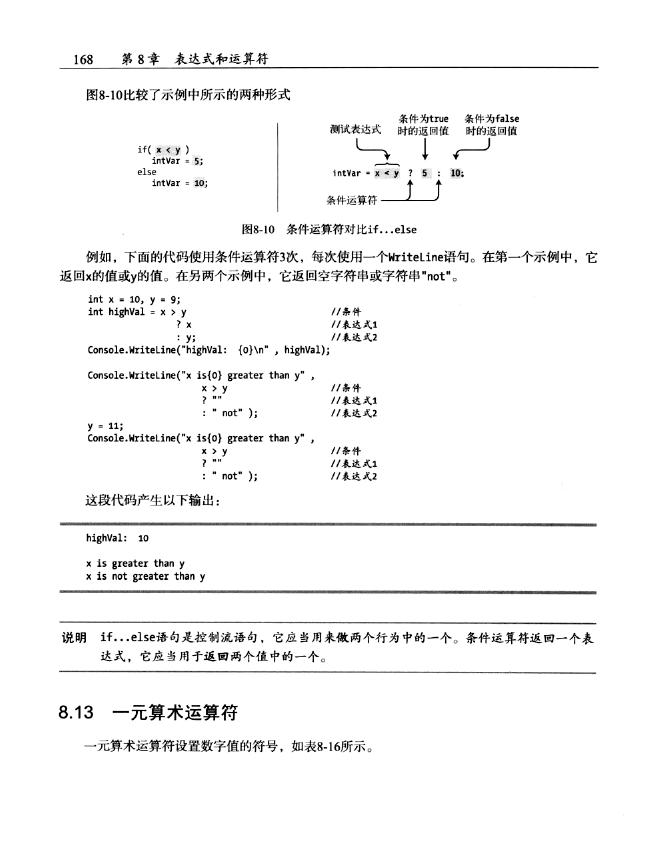 168 第8章 表达式和运算符
图8-10比较了示例中所示的两种形式
if( x < y )
intVar = 5;
else
intVar = 10;
测试表达式
条件为true
时的返回值
条件为false
时的返回值
intVar = x < y ? 5 : 10;
条件运算符
图8-10 条件运算符对比if...else
例如，下面的代码使用条件运算符3次，每次使用一个WriteLine语句。在第一个示例中，它
返回x的值或y的值。在另两个示例中，它返回空字符串或字符串"not"。
int x = 10, y = 9;
int highVal = x > y //条件
? x //表达式1
: y; //表达式2
Console.WriteLine("highVal: {0}\n" , highVal);
Console.WriteLine("x is{0} greater than y" ,
x > y //条件
? "" //表达式1
: " not" ); //表达式2
y = 11;
Console.WriteLine("x is{0} greater than y" ,
x > y //条件
? "" //表达式1
: " not" ); //表达式2
这段代码产生以下输出：
highVal: 10
x is greater than y
x is not greater than y
说明 if...else语句是控制流语句，它应当用来做两个行为中的一个。条件运算符返回一个表
达式，它应当用于返回两个值中的一个。
8.13 一元算术运算符
一元算术运算符设置数字值的符号，如表8-16所示。